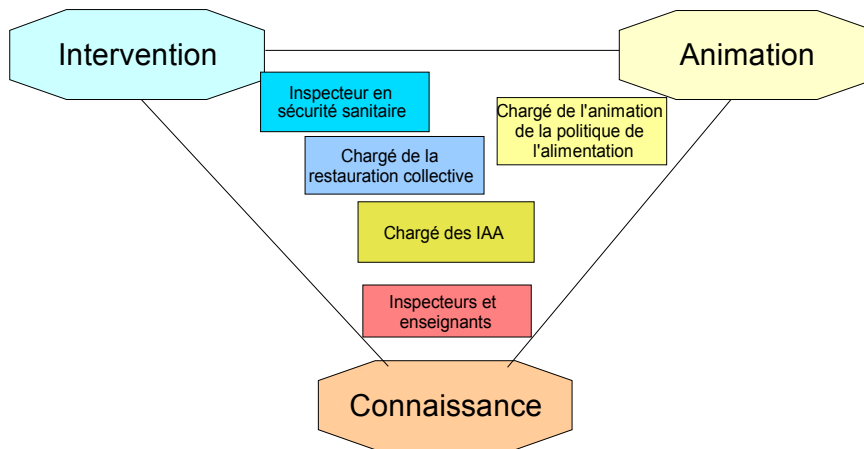 Intervention
Animation
Inspecteur en
sécurité sanitaire
Chargé de l'animation
de la politique de
l'alimentation
Chargé de la
restauration collective
Chargé des IAA
Inspecteurs et
enseignants
Connaissance